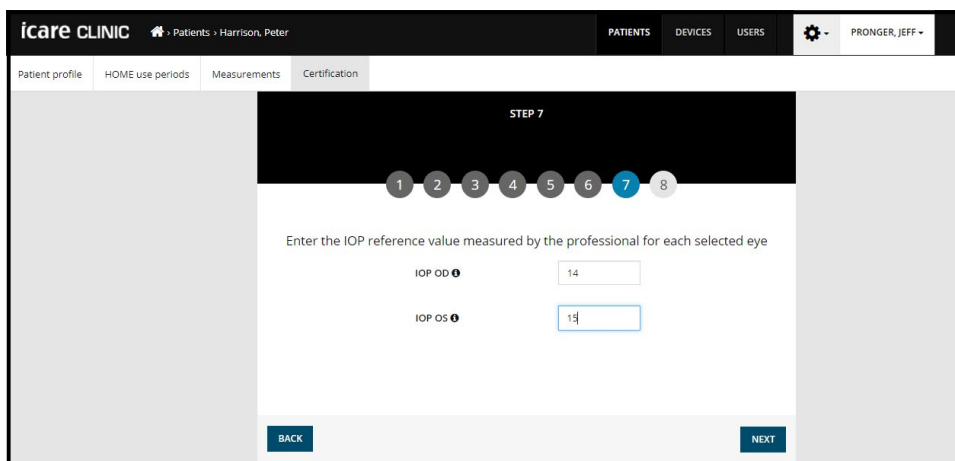 icare CLINIC › Patients › Harrison, Peter PATIENTS DEVICES USERS PRONGER, JEFF
Patient profile HOME use periods Measurements Certification
STEP 7
1 2 3 4 5 6 7 8
Enter the IOP reference value measured by the professional for each selected eye
IOP OD 14
IOP OS 15
BACK NEXT